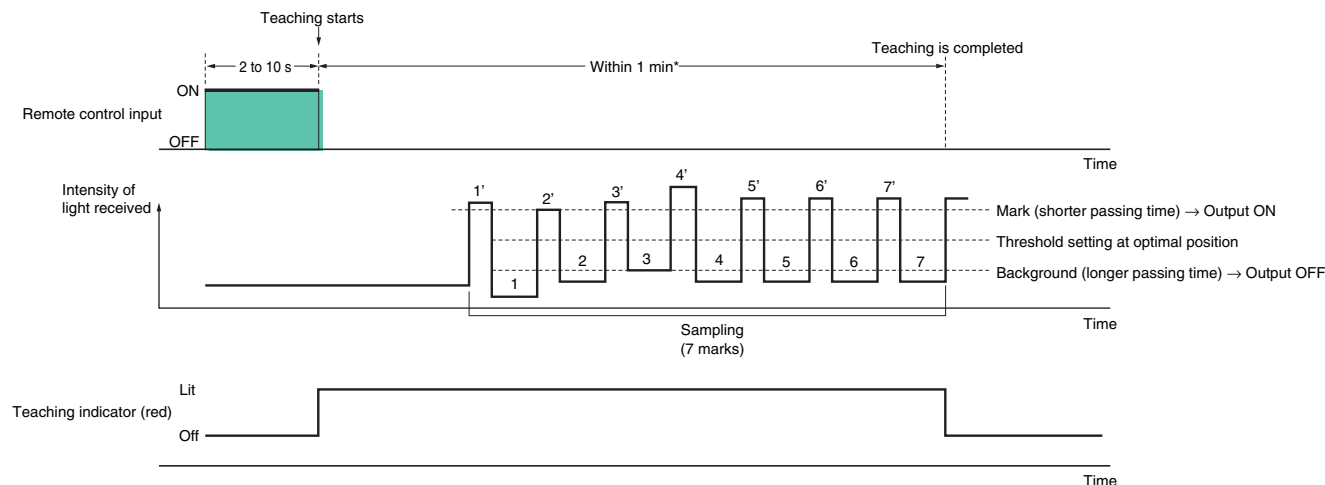 Teaching starts
Teaching is completed
2 to 10 s
Within 1 min*
ON
Remote control input
OFF
Time
Intensity of
light received
1'
2'
3'
4'
5'
6'
7'
Mark (shorter passing time) → Output ON
Threshold setting at optimal position
1
2
3
4
5
6
7
Background (longer passing time) → Output OFF
Time
Sampling
(7 marks)
Lit
Teaching indicator (red)
Off
Time